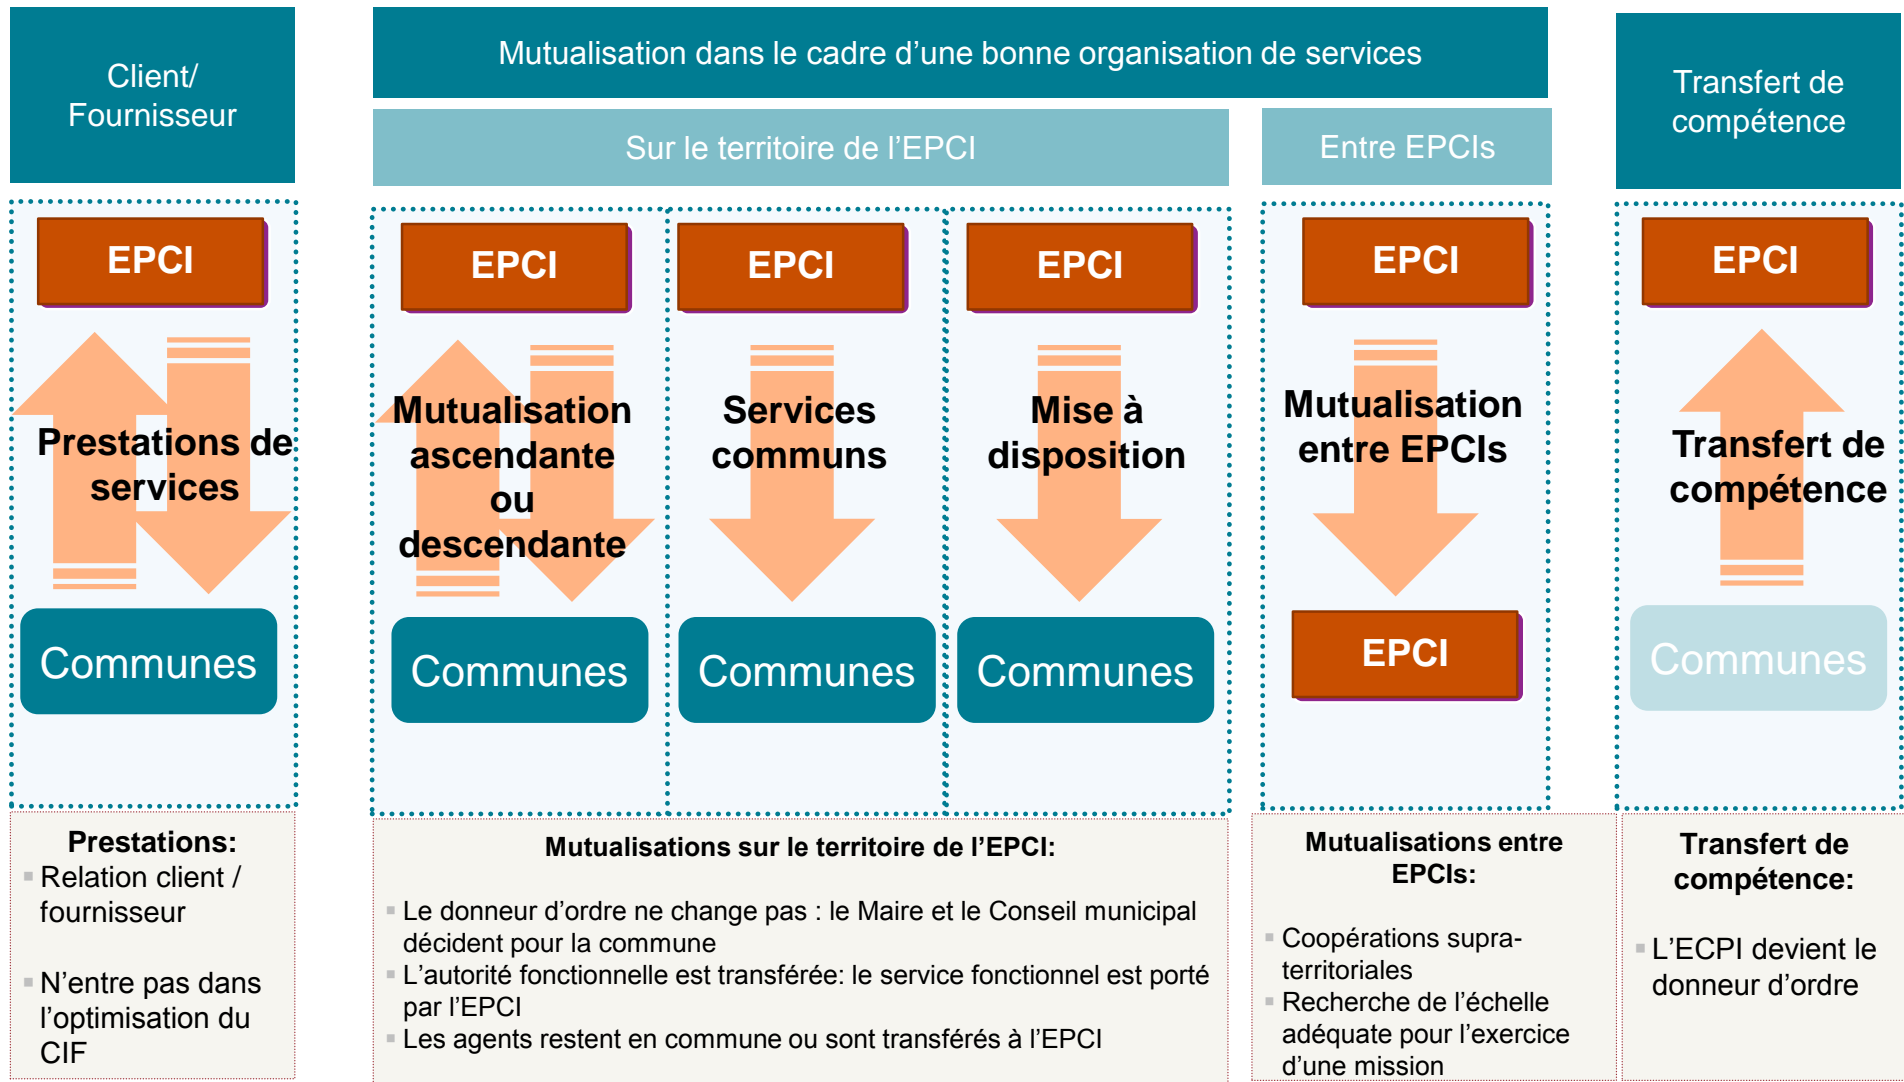 Client/
Fournisseur
Mutualisation dans le cadre d’une bonne organisation de services
Sur le territoire de l’EPCI
Entre EPCIs
Transfert de
compétence
EPCI
Prestations de
services
Communes
EPCI
Mutualisation
ascendante
ou
descendante
Communes
EPCI
Services
communs
Communes
EPCI
Mise à
disposition
Communes
EPCI
Mutualisation
entre EPCIs
EPCI
EPCI
Transfert de
compétence
Communes
Prestations:
Relation client /
fournisseur
N’entre pas dans
l’optimisation du
CIF
Mutualisations sur le territoire de l’EPCI:
Le donneur d’ordre ne change pas : le Maire et le Conseil municipal
décident pour la commune
L’autorité fonctionnelle est transférée: le service fonctionnel est porté
par l’EPCI
Les agents restent en commune ou sont transférés à l’EPCI
Mutualisations entre
EPCIs:
Coopérations supra-
territoriales
Recherche de l’échelle
adéquate pour l’exercice
d’une mission
Transfert de
compétence:
L’ECPI devient le
donneur d’ordre